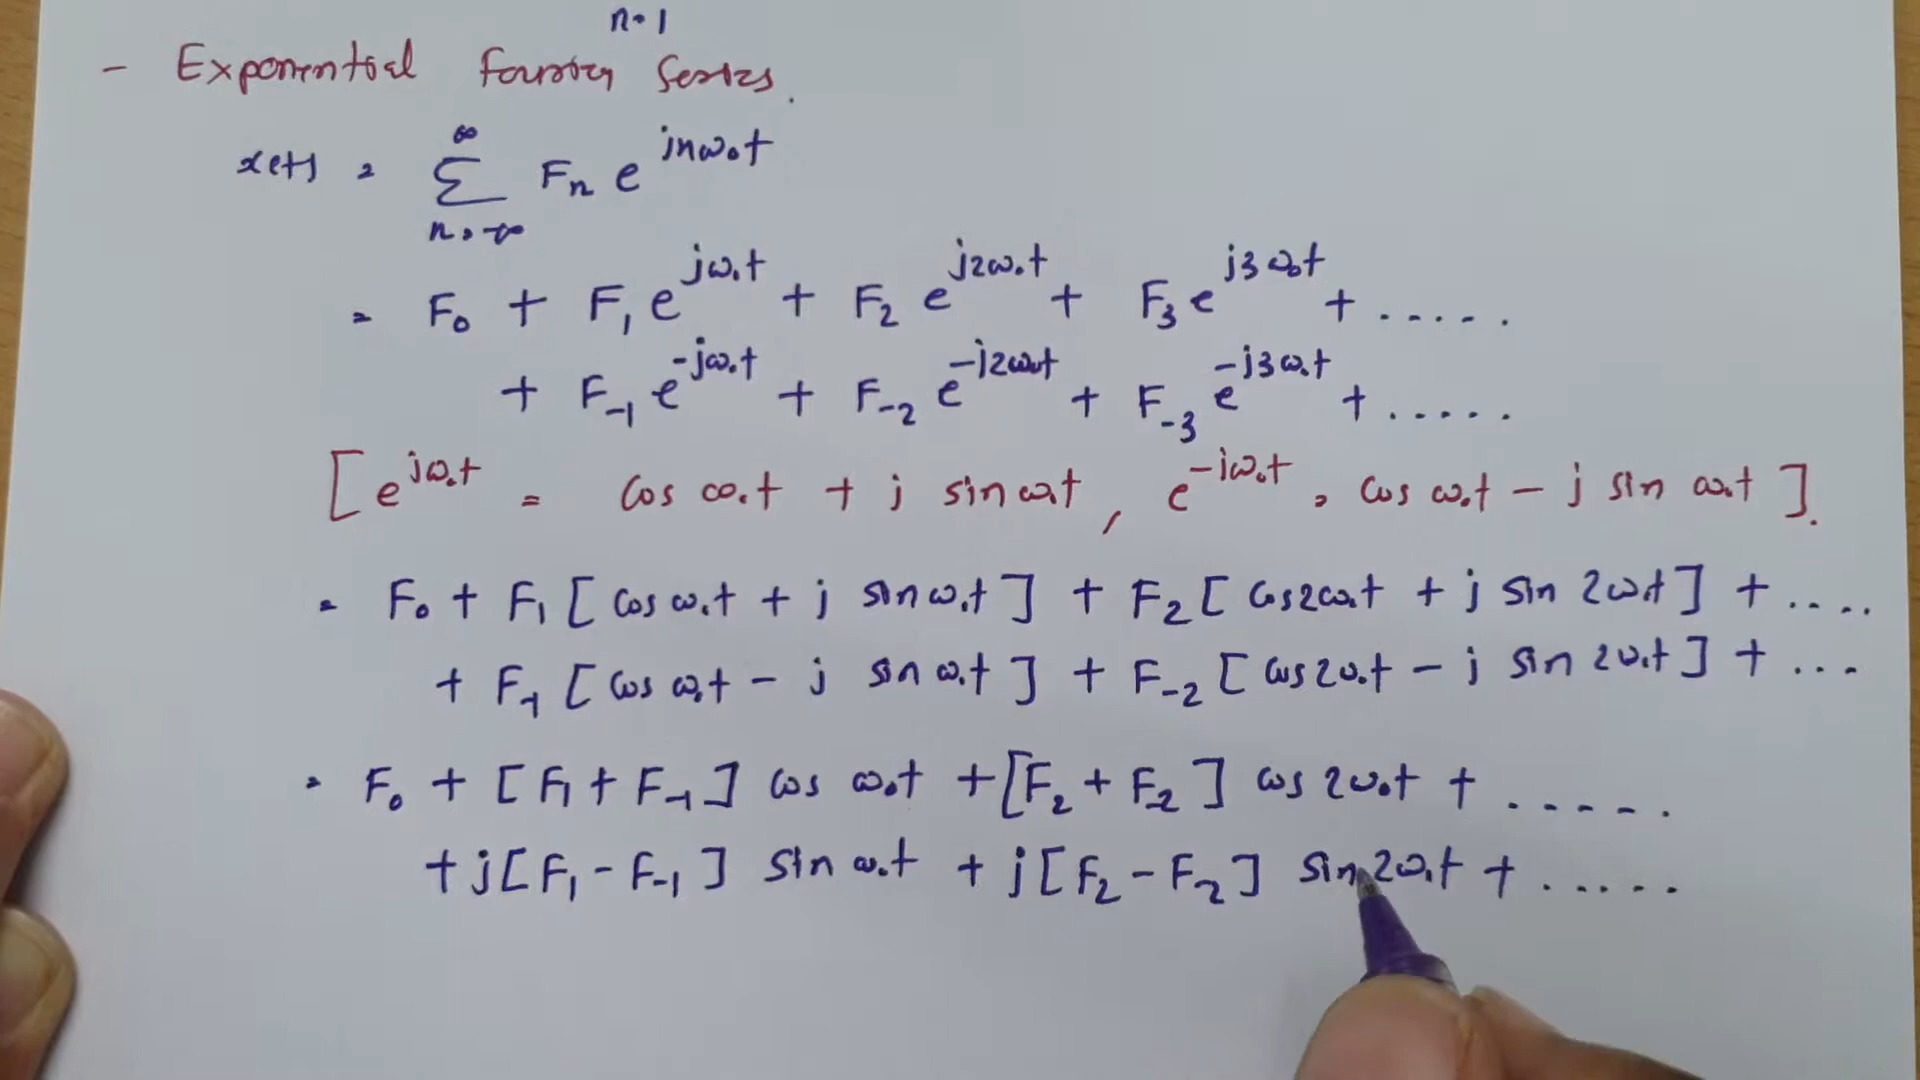 n=1
- Exponential Fourier Series.
x(t) = ∑ₙ₌₋∞^∞ Fₙ e^(jnω₀t)
= F₀ + F₁ e^(jω₀t) + F₂ e^(j2ω₀t) + F₃ e^(j3ω₀t) + .....
+ F₋₁ e^(-jω₀t) + F₋₂ e^(-j2ω₀t) + F₋₃ e^(-j3ω₀t) + .....
[e^(jω₀t) = cos ω₀t + j sin ω₀t, e^(-jω₀t) = cos ω₀t - j sin ω₀t].
= F₀ + F₁ [cos ω₀t + j sin ω₀t] + F₂ [cos 2ω₀t + j sin 2ω₀t] + ....
+ F₋₁ [cos ω₀t - j sin ω₀t] + F₋₂ [cos 2ω₀t - j sin 2ω₀t] + ...
= F₀ + [F₁ + F₋₁] cos ω₀t + [F₂ + F₋₂] cos 2ω₀t + .....
+ j[F₁ - F₋₁] sin ω₀t + j[F₂ - F₋₂] sin 2ω₀t + .....